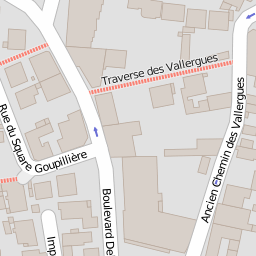 Traverse des Vallergues
Rue du Square Goupillière
Ancien Chemin des Vallergues
Boulevard De
Imp